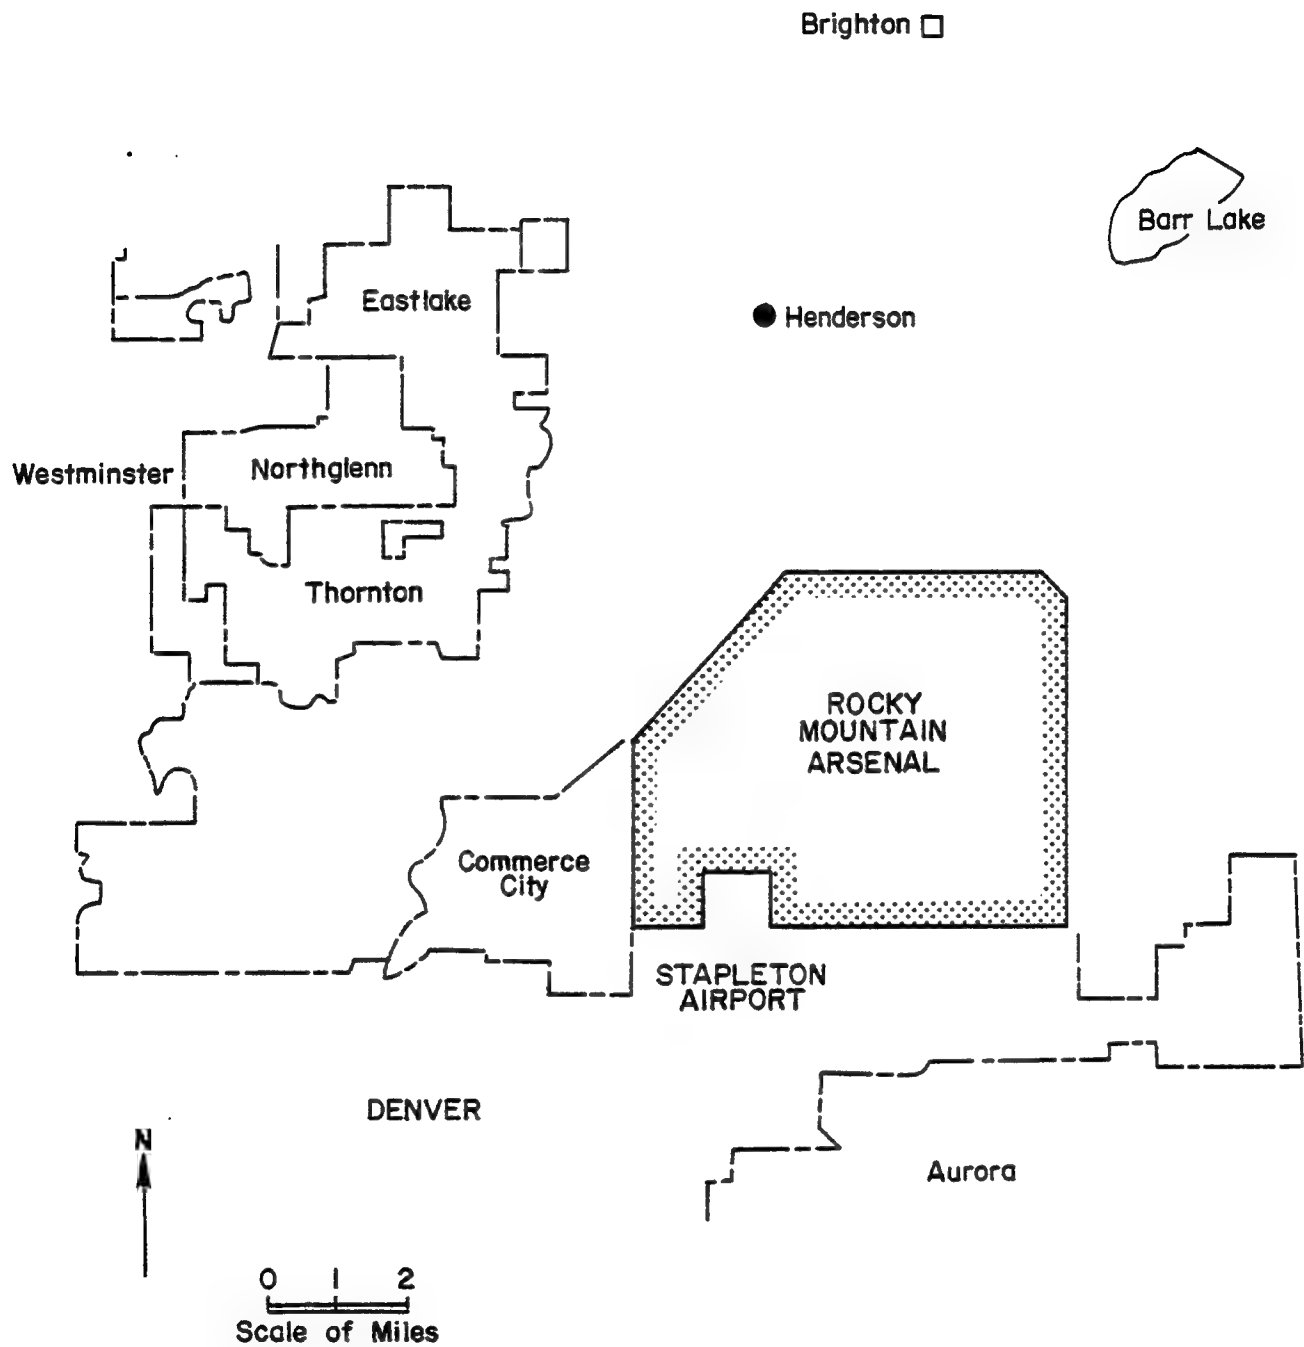 Brighton
Barr Lake
Eastlake
Henderson
Westminster
Northglenn
Thornton
ROCKY
MOUNTAIN
ARSENAL
Commerce
City
STAPLETON
AIRPORT
DENVER
N
Aurora
0 1 2
Scale of Miles